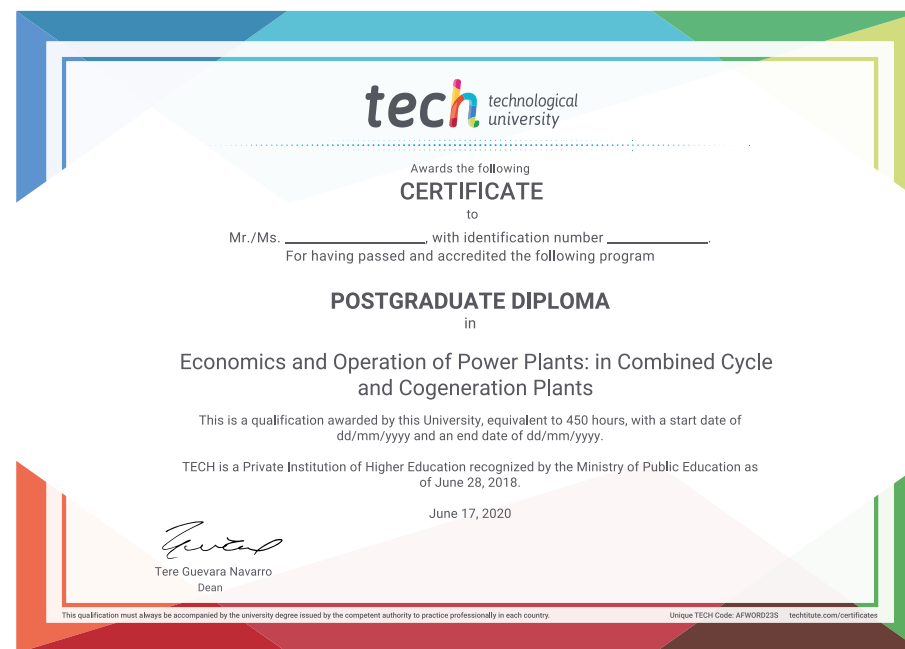 tech technological
university
Awards the following
CERTIFICATE
to
Mr./Ms. ____________________, with identification number ______________.
For having passed and accredited the following program
POSTGRADUATE DIPLOMA
in
Economics and Operation of Power Plants: in Combined Cycle
and Cogeneration Plants
This is a qualification awarded by this University, equivalent to 450 hours, with a start date of
dd/mm/yyyy and an end date of dd/mm/yyyy.
TECH is a Private Institution of Higher Education recognized by the Ministry of Public Education as
of June 28, 2018.
June 17, 2020
Tere Guevara Navarro
Dean
This qualification must always be accompanied by the university degree issued by the competent authority to practice professionally in each country. Unique TECH Code: AFWORD23S techtitute.com/certificates